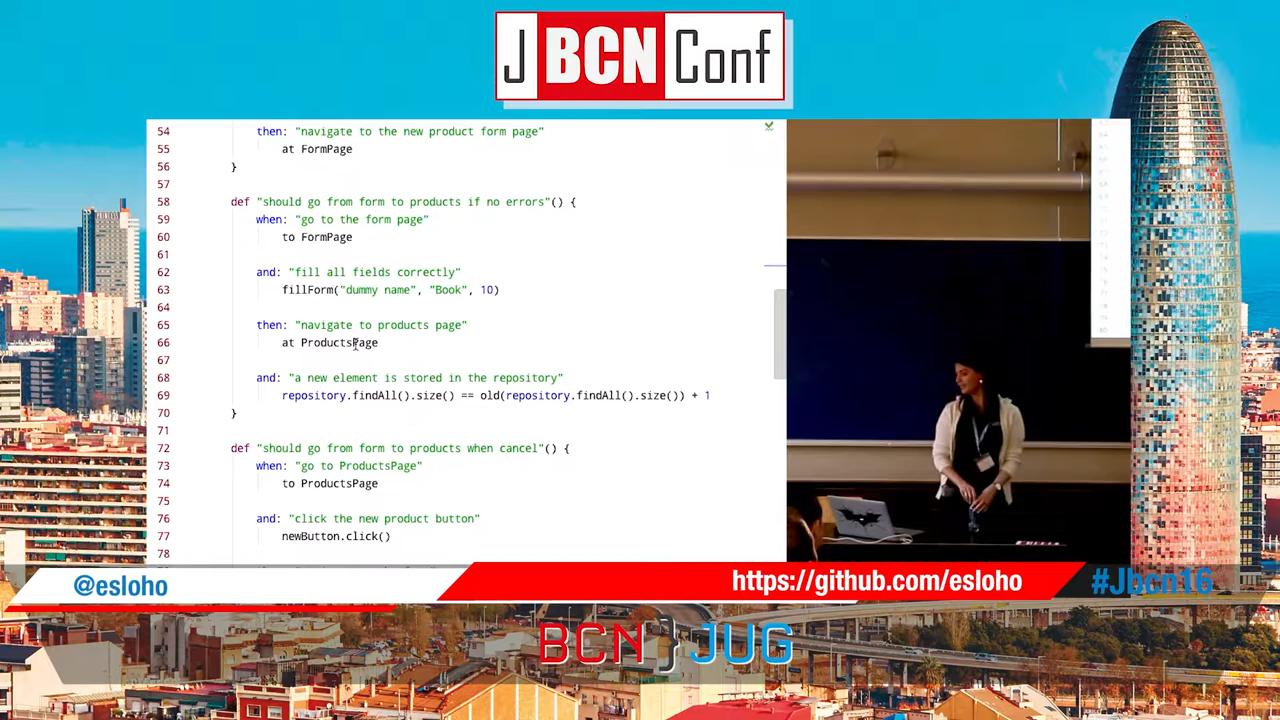 J BCN Conf
54 then: "navigate to the new product form page"
55 at FormPage
56 }
57
58 def "should go from form to products if no errors"() {
59 when: "go to the form page"
60 to FormPage
61
62 and: "fill all fields correctly"
63 fillForm("dummy name", "Book", 10)
64
65 then: "navigate to products page"
66 at ProductsPage
67
68 and: "a new element is stored in the repository"
69 repository.findAll().size() == old(repository.findAll().size()) + 1
70 }
71
72 def "should go from form to products when cancel"() {
73 when: "go to ProductsPage"
74 to ProductsPage
75
76 and: "click the new product button"
77 newButton.click()
78
@esloho
https://github.com/esloho
#Jbcn16
BCN JUG